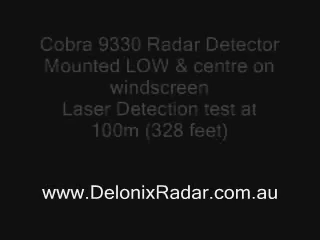 Cobra 9330 Radar Detector
Mounted LOW & centre on
windscreen
Laser Detection test at
100m (328 feet)
www.DelonixRadar.com.au